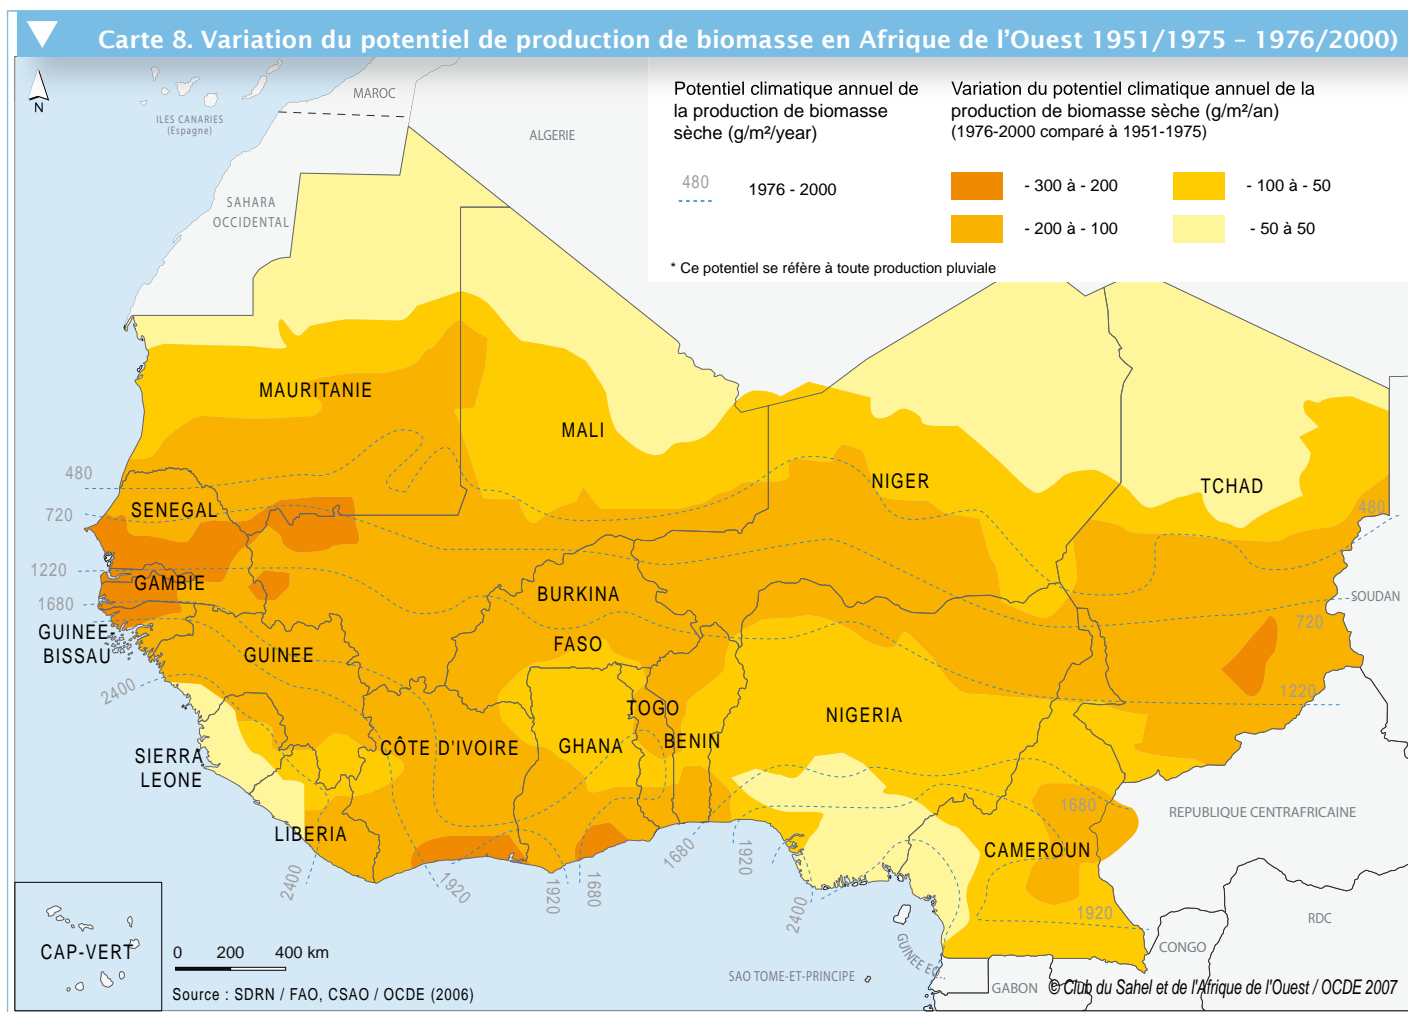 Carte 8. Variation du potentiel de production de biomasse en Afrique de l'Ouest 1951/1975 – 1976/2000)
N
ILES CANARIES
(Espagne)
MAROC
ALGERIE
SAHARA
OCCIDENTAL
Potentiel climatique annuel de
la production de biomasse
sèche (g/m²/year)
480
1976 - 2000
Variation du potentiel climatique annuel de la
production de biomasse sèche (g/m²/an)
(1976-2000 comparé à 1951-1975)
- 300 à - 200
- 100 à - 50
- 200 à - 100
- 50 à 50
* Ce potentiel se réfère à toute production pluviale
MAURITANIE
MALI
NIGER
TCHAD
480
SENEGAL
480
720
1220
GAMBIE
BURKINA
FASO
SOUDAN
1680
720
GUINEE-
BISSAU
GUINEE
2400
1220
TOGO
NIGERIA
SIERRA
LEONE
CÔTE D'IVOIRE
GHANA
BENIN
1680
REPUBLIQUE CENTRAFRICAINE
LIBERIA
CAMEROUN
2400
1920
1920
1680
1680
1920
2400
1920
RDC
CONGO
GUINEE EQ..
GABON
SAO TOME-ET-PRINCIPE
CAP-VERT
0 200 400 km
Source : SDRN / FAO, CSAO / OCDE (2006)
© Club du Sahel et de l'Afrique de l'Ouest / OCDE 2007